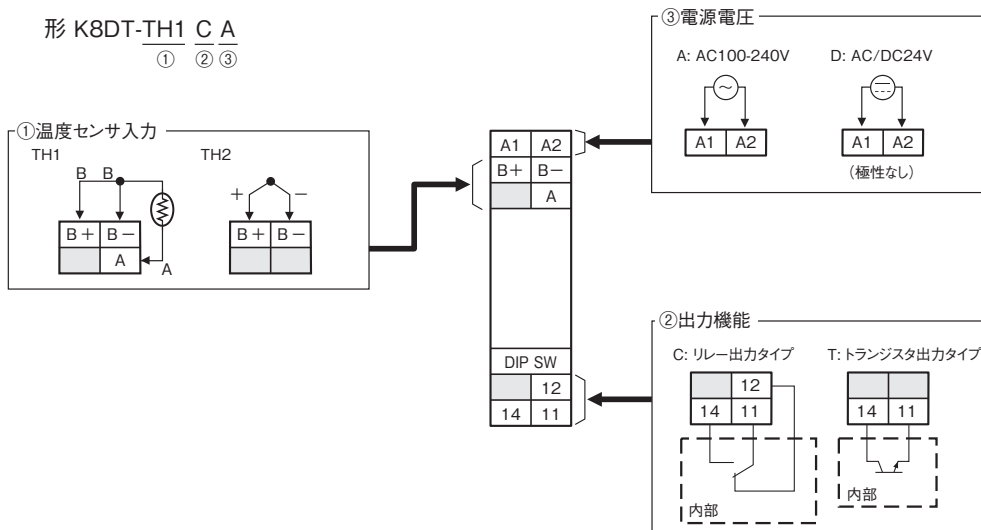 形 K8DT-TH1 C A
① ② ③
①温度センサ入力
TH1
TH2
B B
+ −
B + B −
A
A
B + B −
A1 A2
B+ B−
A
DIP SW
12
14 11
③電源電圧
A: AC100-240V
D: AC/DC24V
A1 A2
A1 A2
(極性なし)
②出力機能
C: リレー出力タイプ
T: トランジスタ出力タイプ
12
14 11
14 11
内部
内部